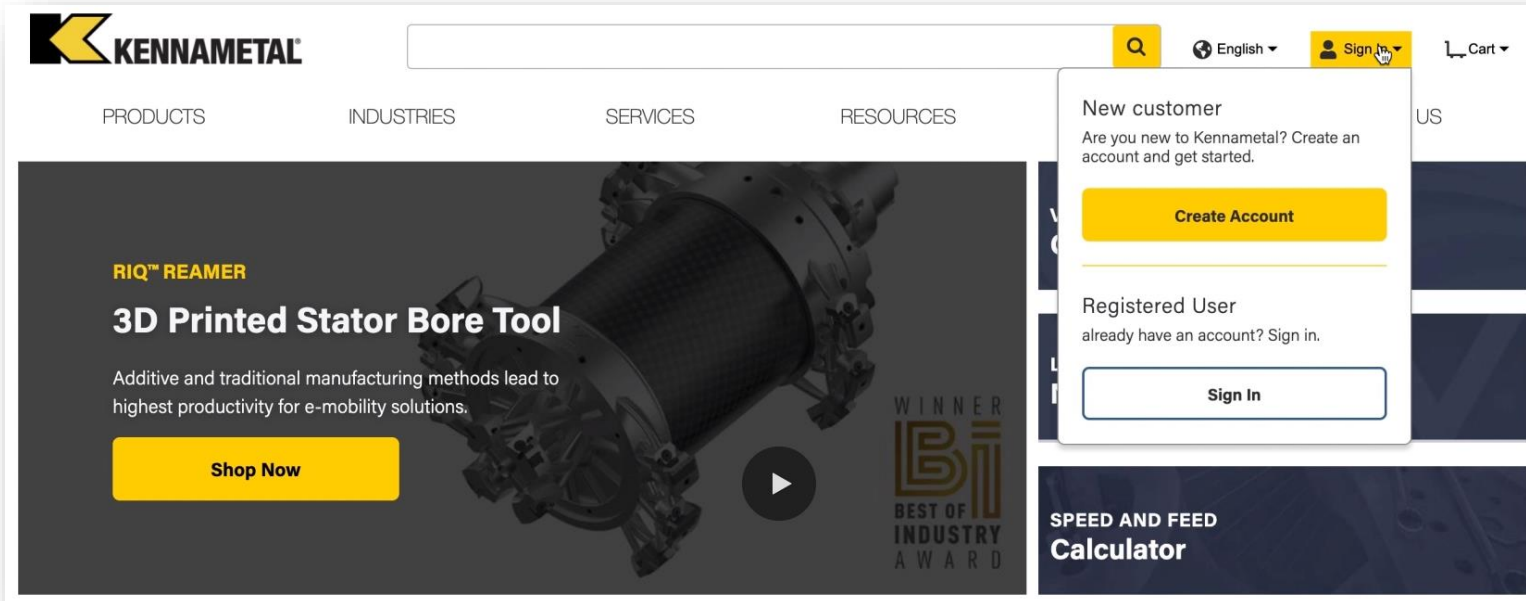 KENNAMETAL
English
Sign In
Cart
PRODUCTS
INDUSTRIES
SERVICES
RESOURCES
US
New customer
Are you new to Kennametal? Create an
account and get started.
Create Account
Registered User
already have an account? Sign in.
Sign In
RIQ™ REAMER
3D Printed Stator Bore Tool
Additive and traditional manufacturing methods lead to
highest productivity for e-mobility solutions.
Shop Now
WINNER
Bi
BEST OF
INDUSTRY
AWARD
SPEED AND FEED
Calculator